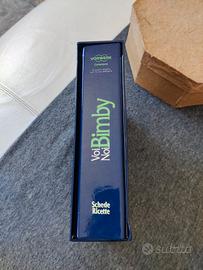 VORWERK
Voi
Noi
Bimby
Schede
Ricette
subito